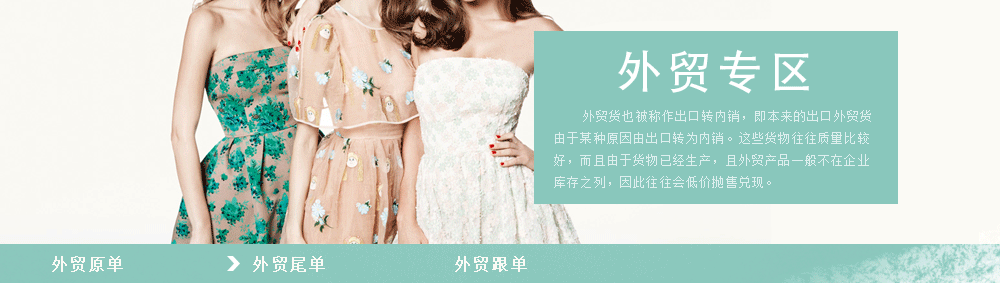 外贸专区
外贸货也被称作出口转内销，即本来的出口外贸货
由于某种原因由出口转为内销。这些货物往往质量比较
好，而且由于货物已经生产，且外贸产品一般不在企业
库存之列，因此往往会低价抛售兑现。
外贸原单 外贸尾单 外贸跟单